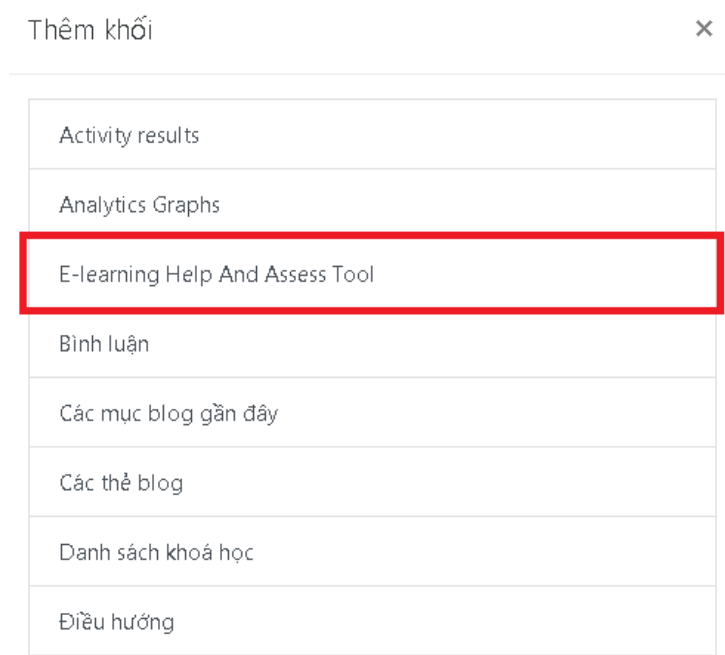 Thêm khối
×
Activity results
Analytics Graphs
E-learning Help And Assess Tool
Bình luận
Các mục blog gần đây
Các thẻ blog
Danh sách khoá học
Điều hướng